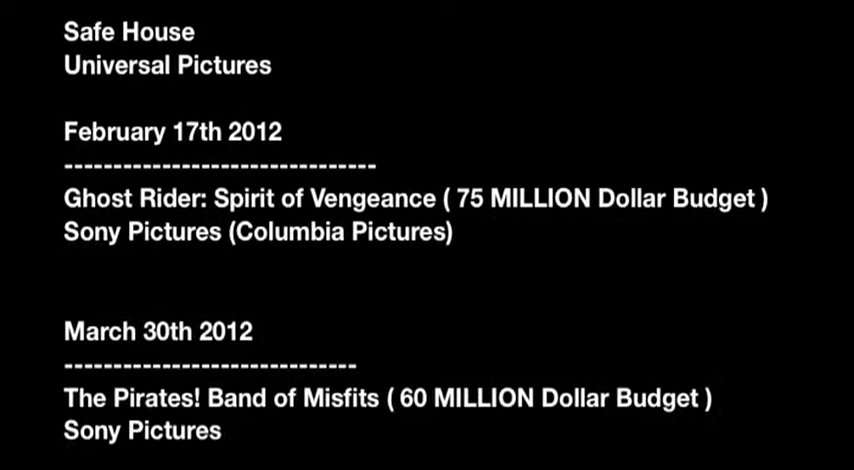 Safe House
Universal Pictures
February 17th 2012
--------------------------------
Ghost Rider: Spirit of Vengeance ( 75 MILLION Dollar Budget )
Sony Pictures (Columbia Pictures)
March 30th 2012
------------------------------
The Pirates! Band of Misfits ( 60 MILLION Dollar Budget )
Sony Pictures